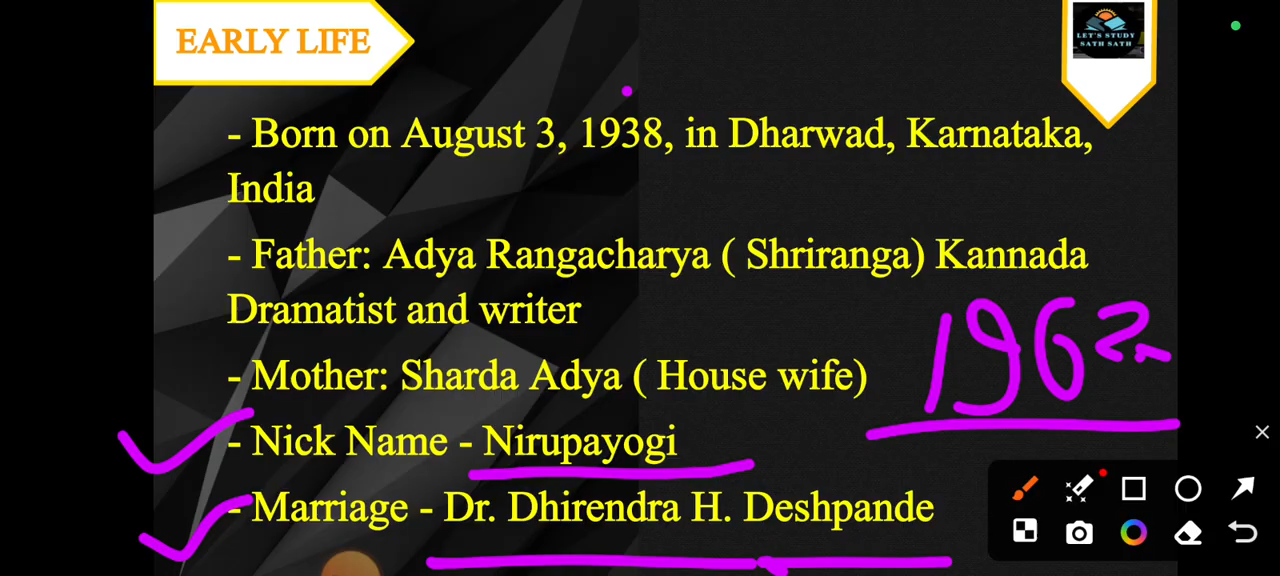 EARLY LIFE
LET'S STUDY
SATH SATH
- Born on August 3, 1938, in Dharwad, Karnataka,
India
- Father: Adya Rangacharya ( Shriranga) Kannada
Dramatist and writer
- Mother: Sharda Adya ( House wife)
1962
- Nick Name - Nirupayogi
- Marriage - Dr. Dhirendra H. Deshpande